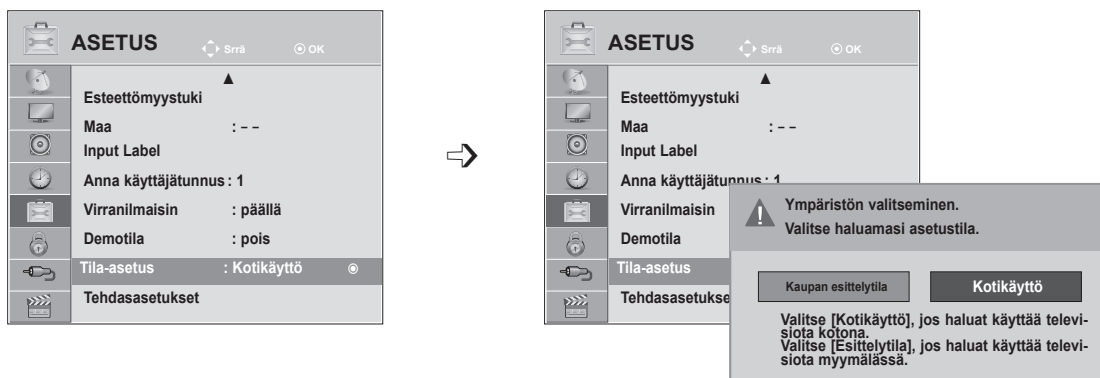 ASETUS Srrä OK
Esteettömyystuki
Maa : – –
Input Label
Anna käyttäjätunnus : 1
Virranilmaisin : päällä
Demotila : pois
Tila-asetus : Kotikäyttö
Tehdasasetukset
ASETUS Srrä OK
Esteettömyystuki
Maa : – –
Input Label
Anna käyttäjätunnus : 1
Virranilmaisin
Demotila
Tila-asetus
Tehdasasetukse
Ympäristön valitseminen.
Valitse haluamasi asetustila.
Kaupan esittelytila Kotikäyttö
Valitse [Kotikäyttö], jos haluat käyttää televi-
siota kotona.
Valitse [Esittelytila], jos haluat käyttää televi-
siota myymälässä.